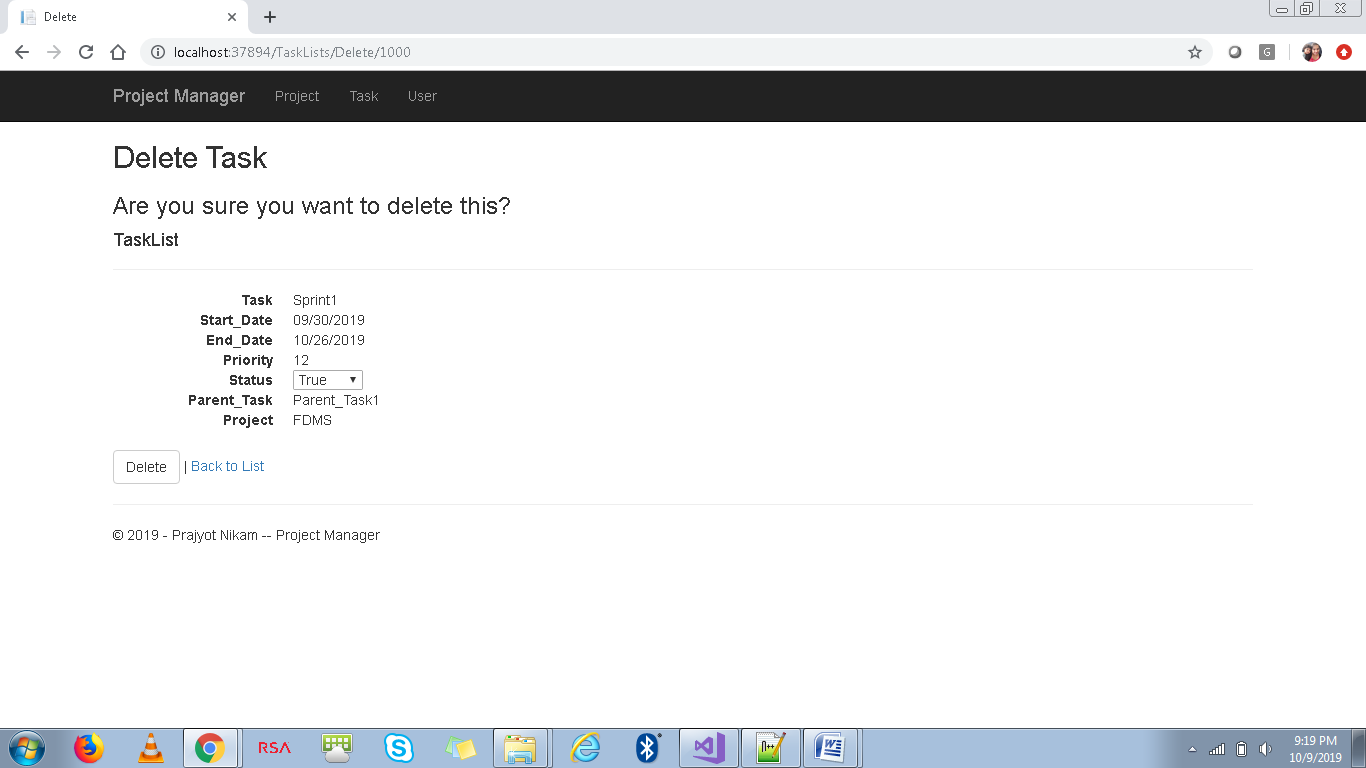 Delete
localhost:37894/TaskLists/Delete/1000
G
Project Manager Project Task User
Delete Task
Are you sure you want to delete this?
TaskList
Task Sprint1
Start_Date 09/30/2019
End_Date 10/26/2019
Priority 12
Status True
Parent_Task Parent_Task1
Project FDMS
Delete | Back to List
© 2019 - Prajyot Nikam -- Project Manager
RSA
9:19 PM
10/9/2019